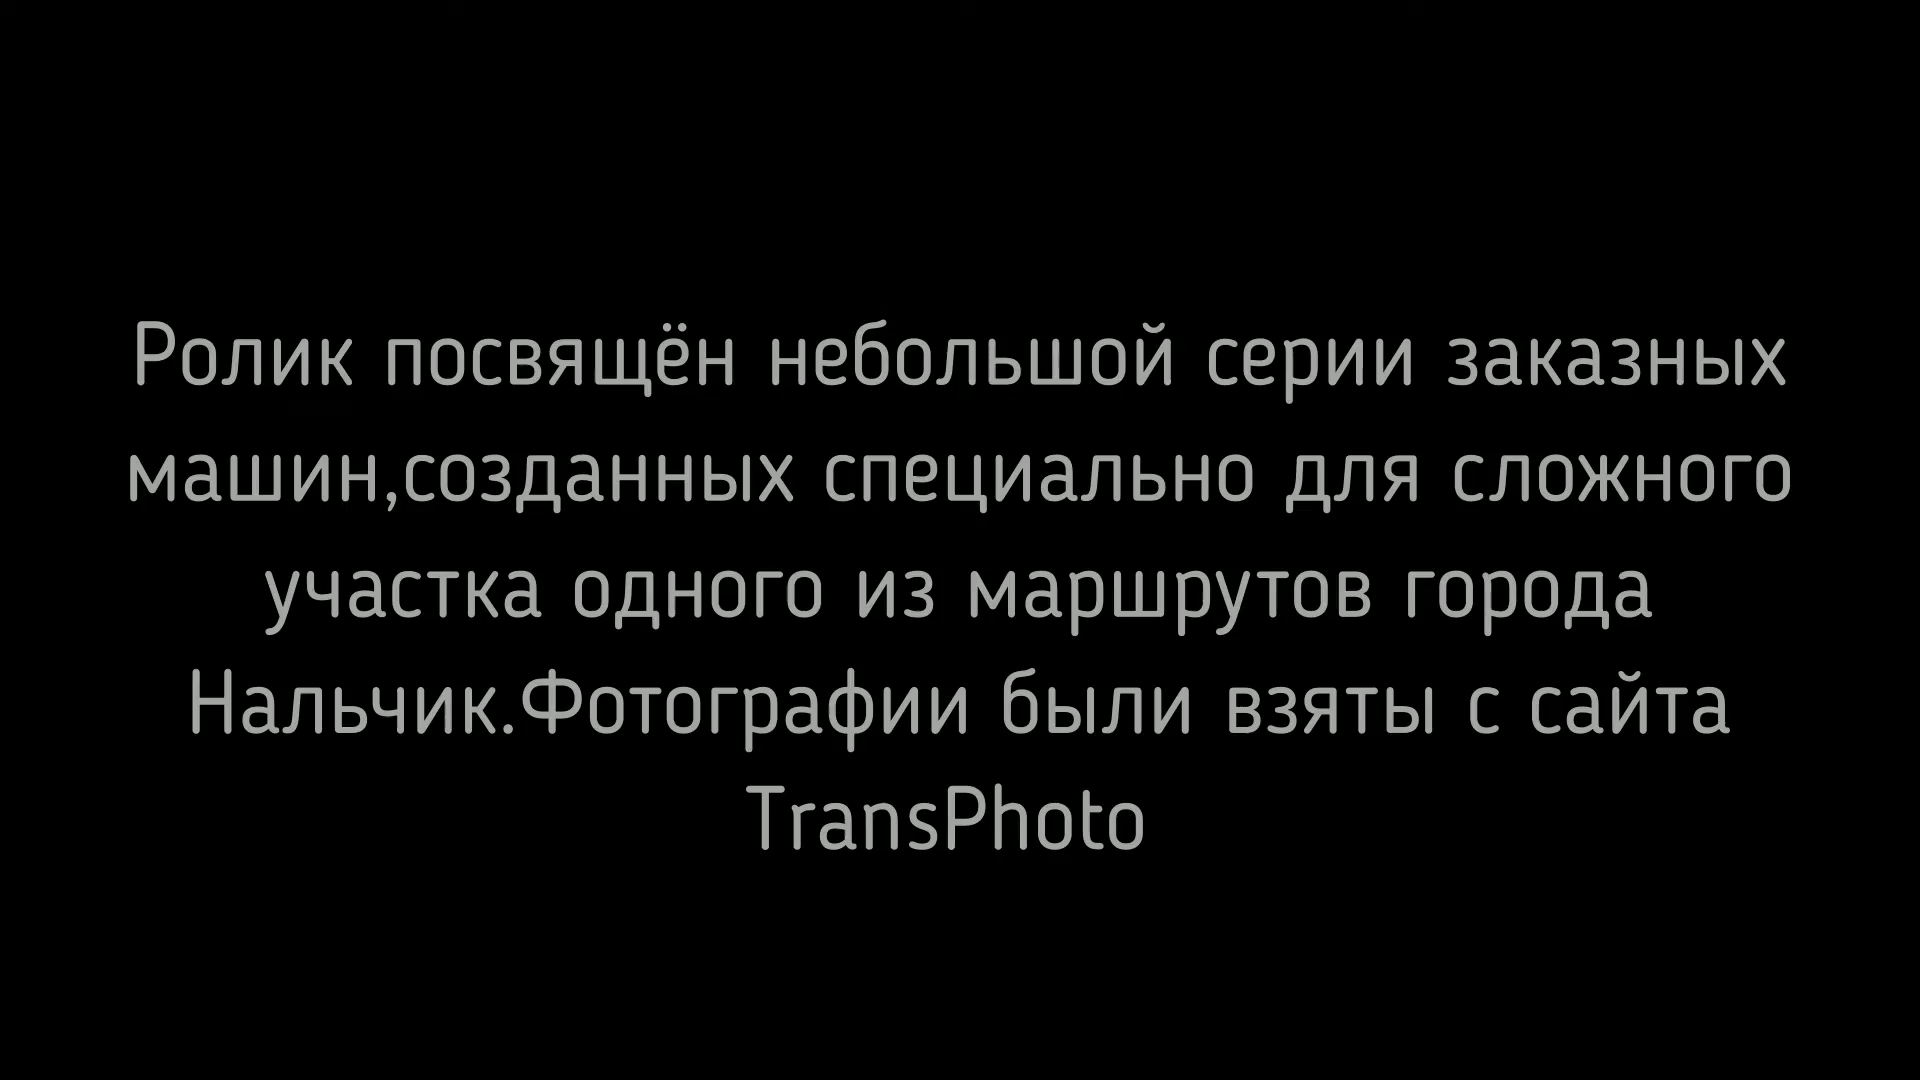 Ролик посвящён небольшой серии заказных
машин,созданных специально для сложного
участка одного из маршрутов города
Нальчик.Фотографии были взяты с сайта
TransPhoto